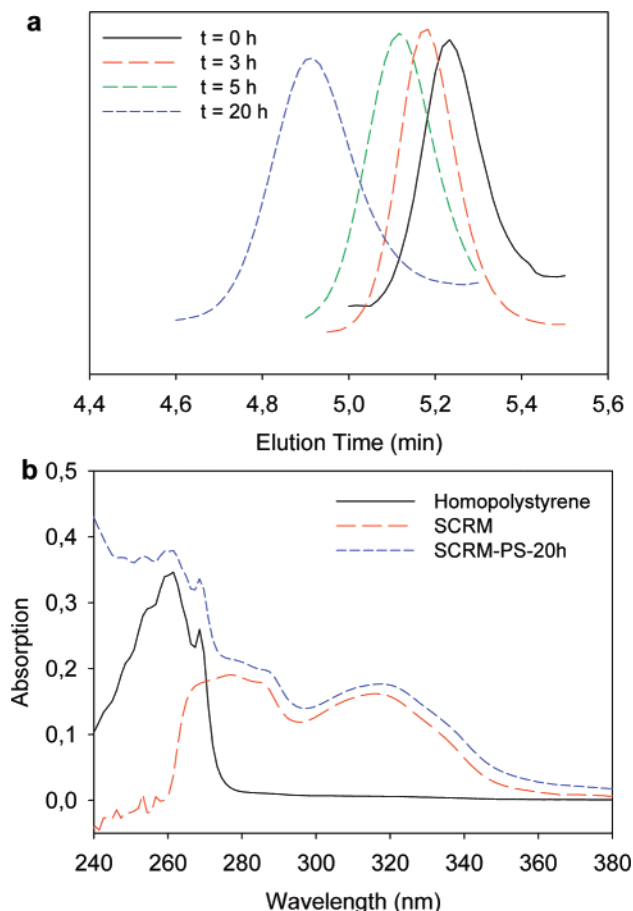 a
t = 0 h
t = 3 h
t = 5 h
t = 20 h
4,4 4,6 4,8 5,0 5,2 5,4 5,6
Elution Time (min)
b
0,5
Homopolystyrene
SCRM
0,4
SCRM-PS-20h
0,3
Absorption
0,2
0,1
0,0
240 260 280 300 320 340 360 380
Wavelength (nm)